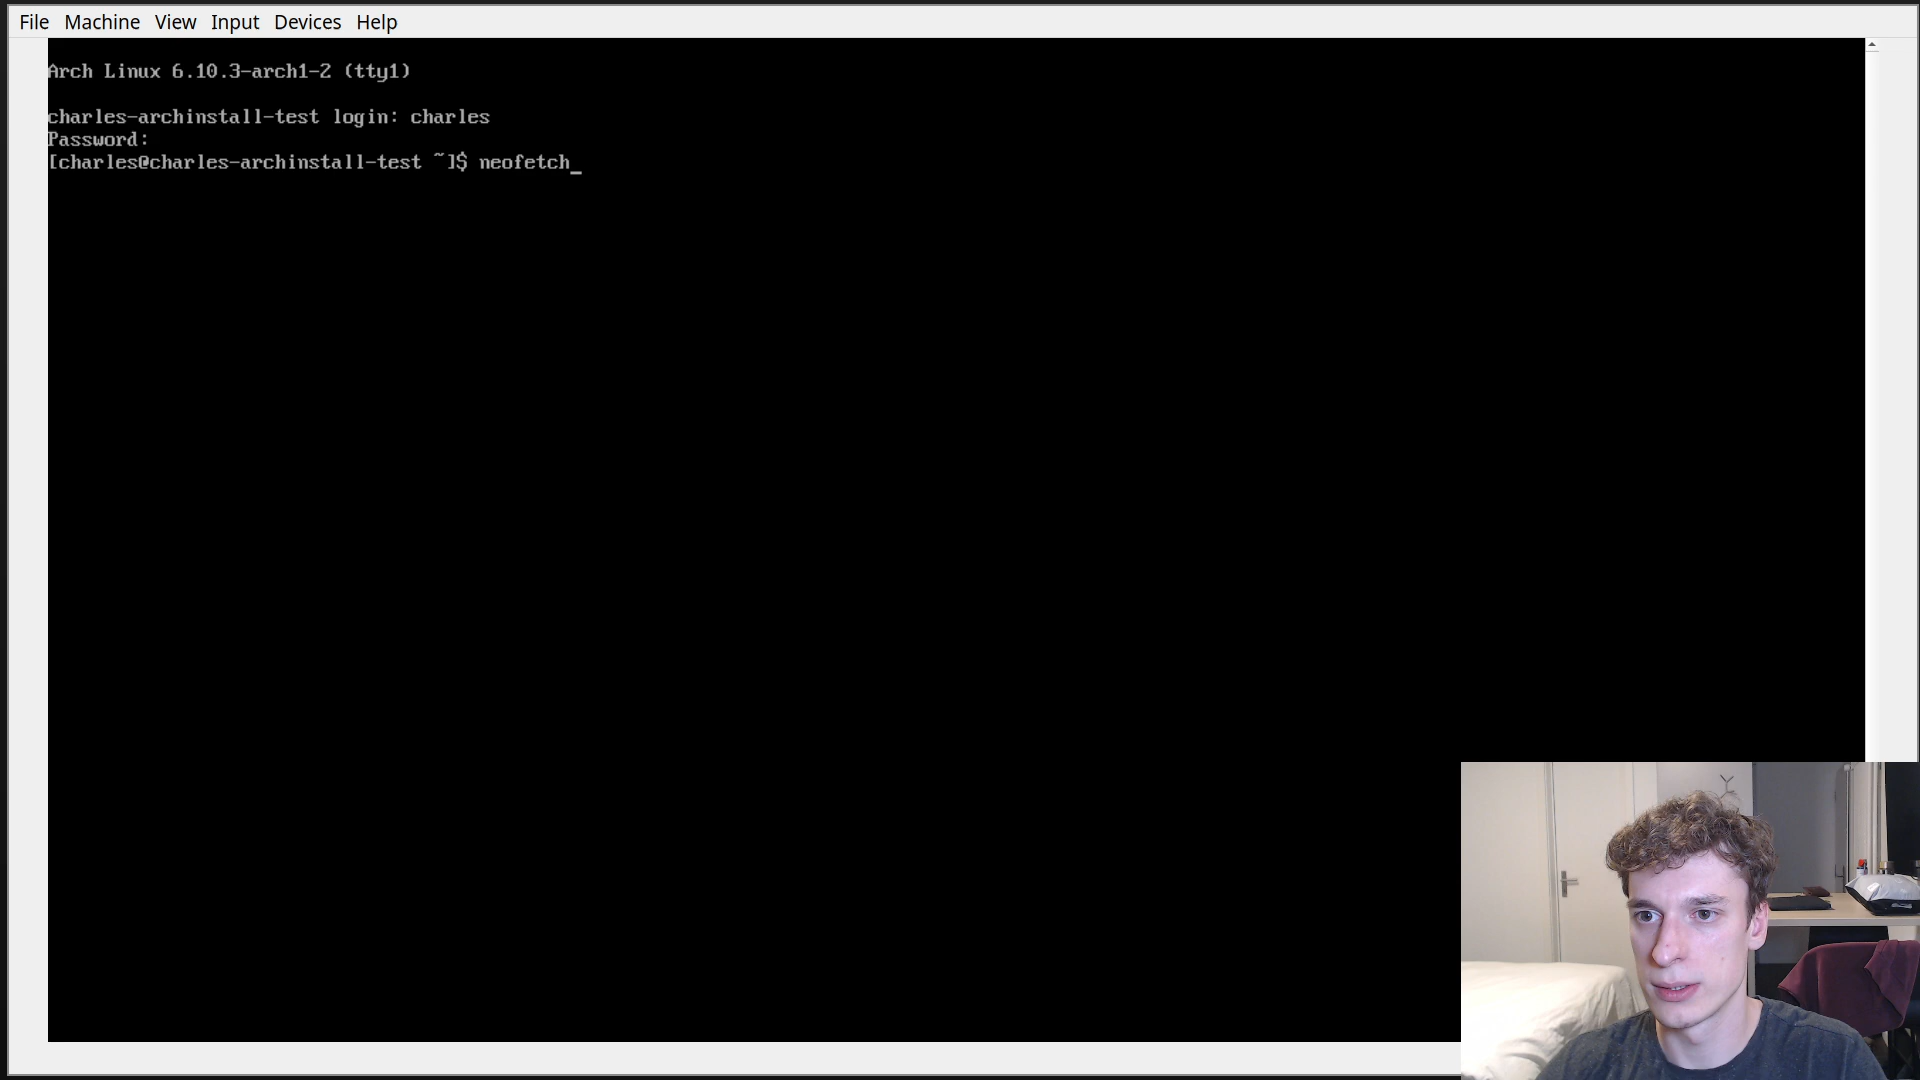 File Machine View Input Devices Help
Arch Linux 6.10.3-arch1-2 (tty1)
charles-archinstall-test login: charles
Password:
[charles@charles-archinstall-test ~]$ neofetch_